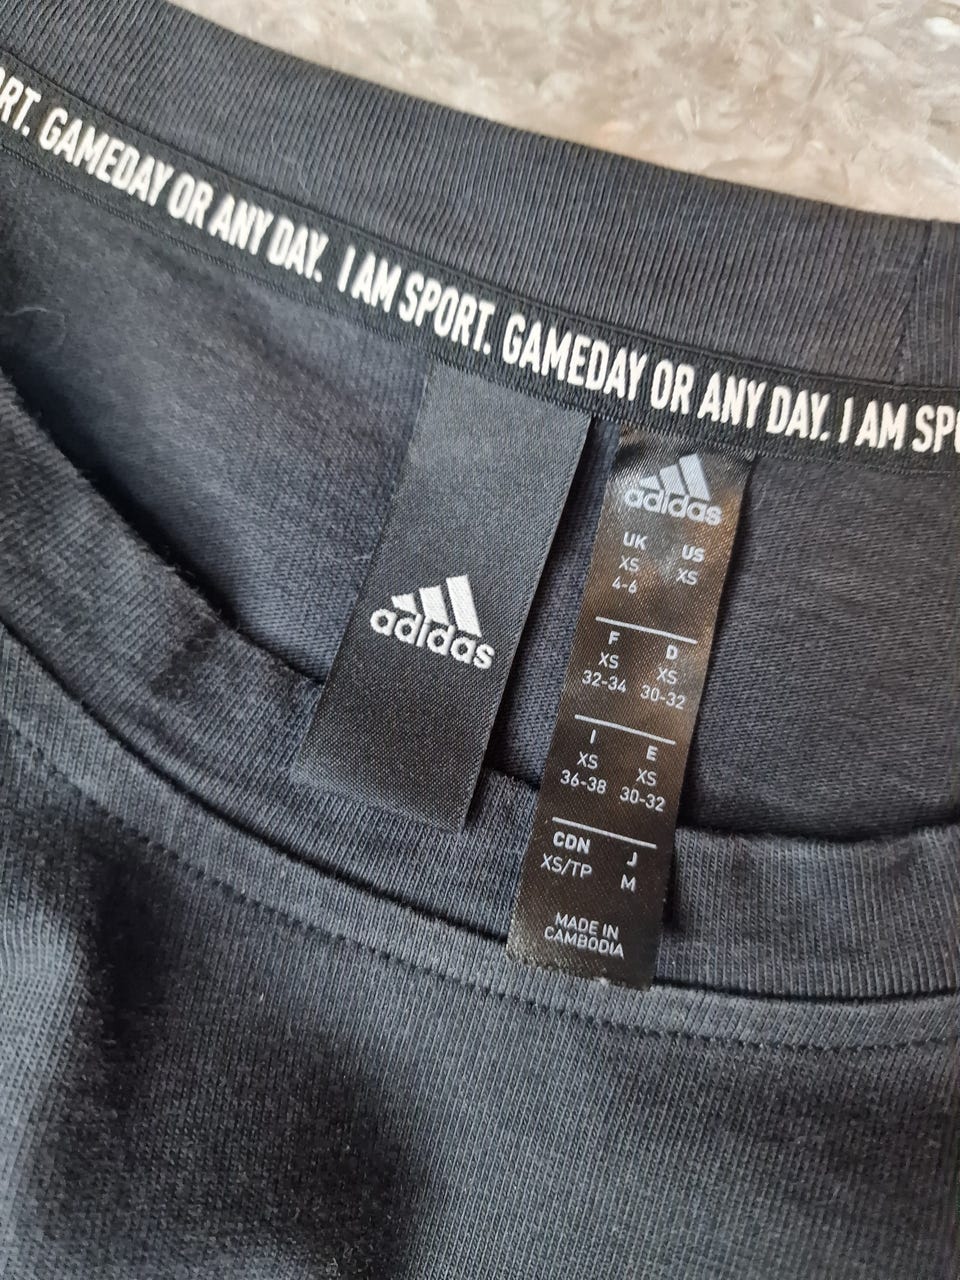 RT. GAMEDAY OR ANY DAY. I AM SPORT. GAMEDAY OR ANY DAY. I AM SPO
adidas
adidas
UK US
XS XS
4-6
F D
XS XS
32-34 30-32
I E
XS XS
36-38 30-32
CDN J
XS/TP M
MADE IN
CAMBODIA